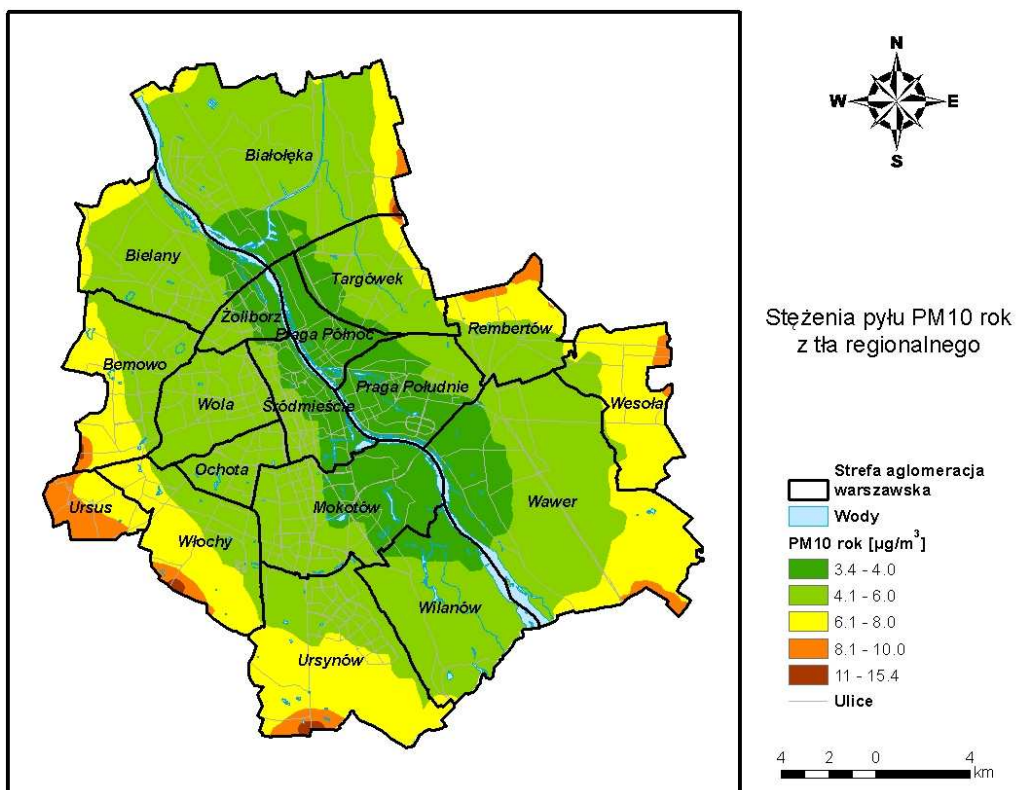 N
W E
S
Białołęka
Bielany
Targówek
Żoliborz
Praga Północ
Rembertów
Bemowo
Praga Południe
Wola
Śródmieście
Wesoła
Ochota
Ursus
Mokotów
Wawer
Włochy
Wilanów
Ursynów
Stężenia pyłu PM10 rok
z tła regionalnego
Strefa aglomeracja
warszawska
Wody
PM10 rok [µg/m³]
3.4 - 4.0
4.1 - 6.0
6.1 - 8.0
8.1 - 10.0
11 - 15.4
Ulice
4 2 0 4
km